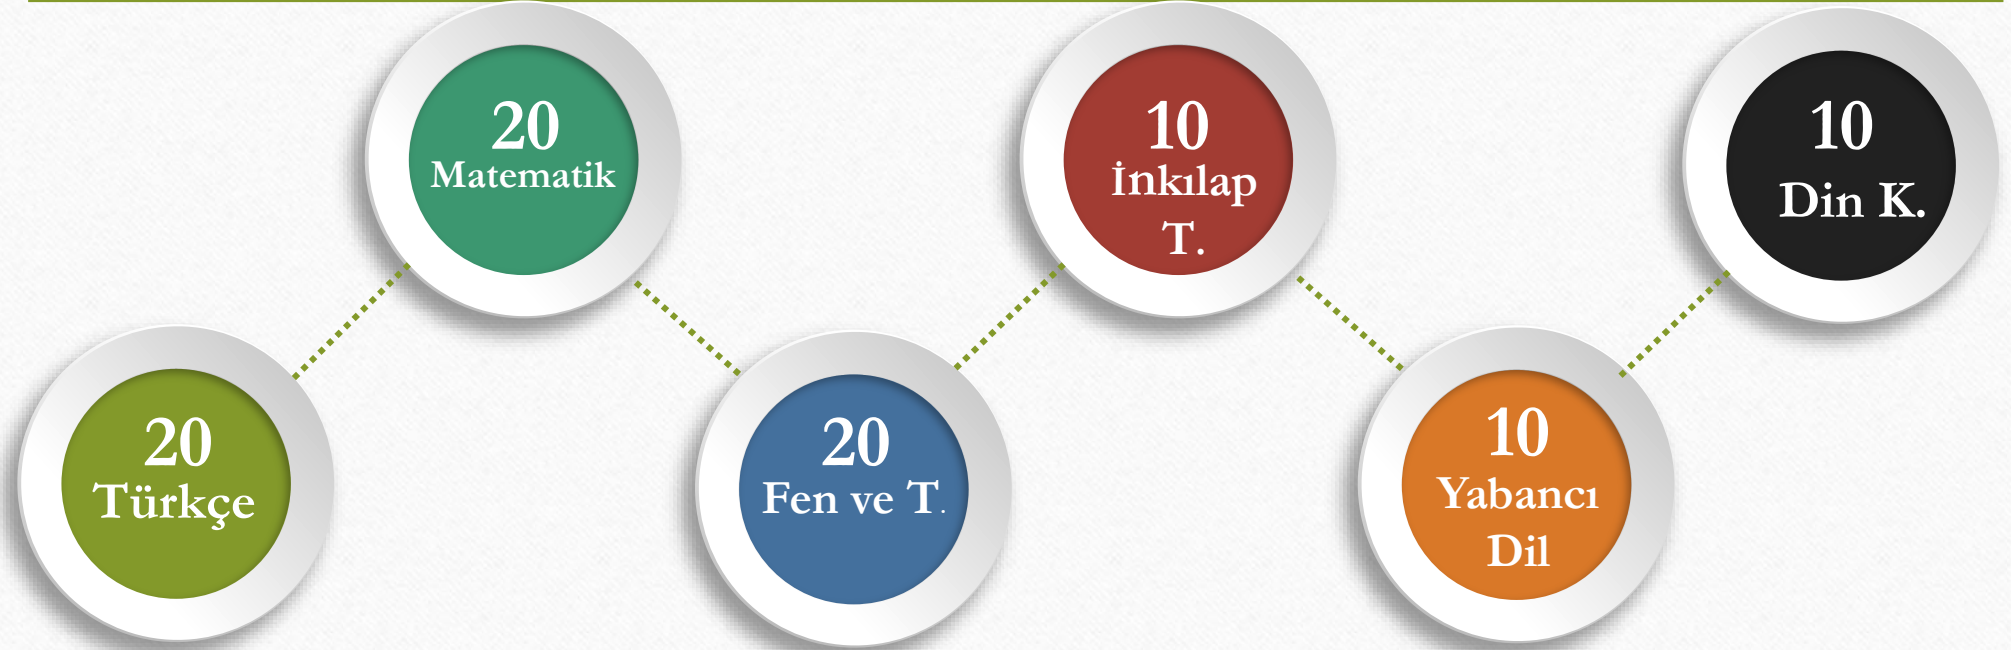 20
Türkçe
20
Matematik
20
Fen ve T.
10
İnkılap
T.
10
Yabancı
Dil
10
Din K.